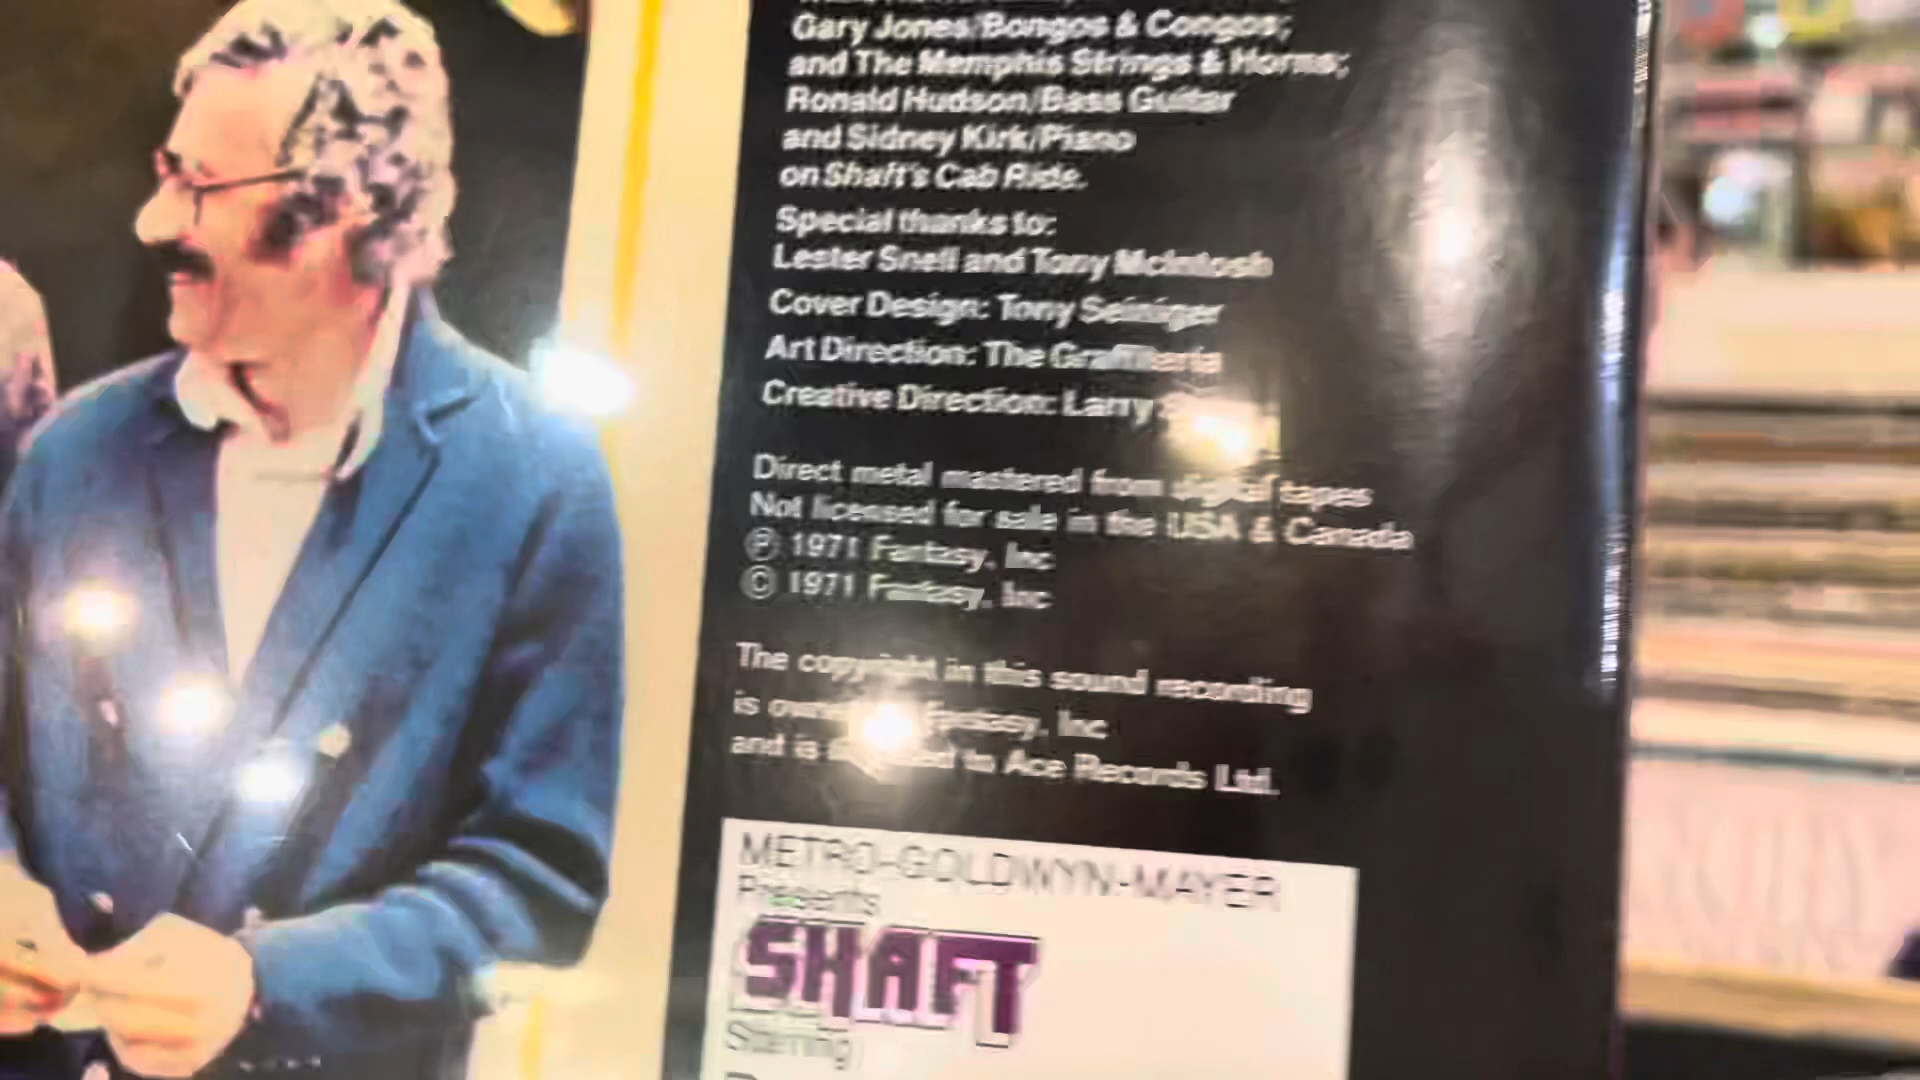 Gary Jones/Bongos & Congos;
and The Memphis Strings & Horns;
Ronald Hudson/Bass Guitar
and Sidney Kirk/Piano
on Shaft's Cab Ride.
Special thanks to:
Lester Snell and Tony McIntosh
Cover Design: Tony Seiniger
Art Direction: The Graffiteria
Creative Direction: Larry
Direct metal mastered from digital tapes
Not licensed for sale in the USA & Canada
Ⓟ 1971 Fantasy, Inc
© 1971 Fantasy, Inc
The copyright in this sound recording
is Fantasy, Inc
and is to Ace Records Ltd.
METRO-GOLDWYN-MAYER
Presents
SHAFT
Starring